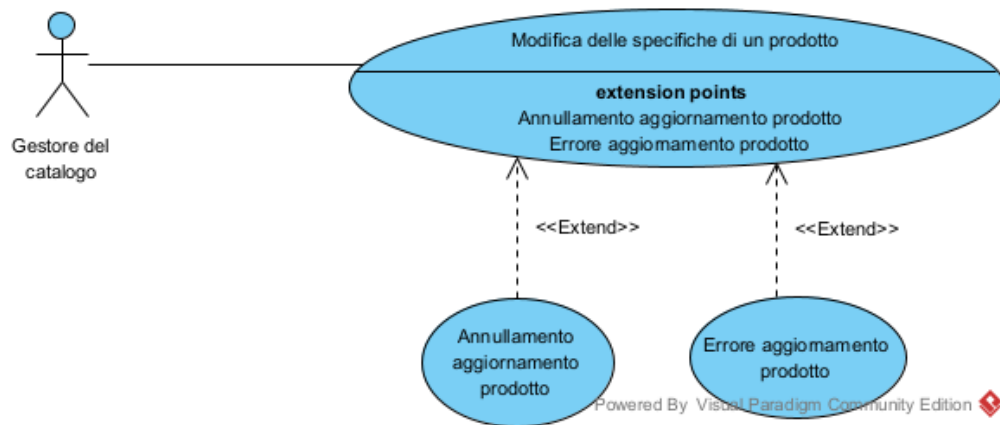 Modifica delle specifiche di un prodotto
extension points
Annullamento aggiornamento prodotto
Errore aggiornamento prodotto
Gestore del
catalogo
<<Extend>>
<<Extend>>
Annullamento
aggiornamento
prodotto
Errore aggiornamento
prodotto
Powered By Visual Paradigm Community Edition